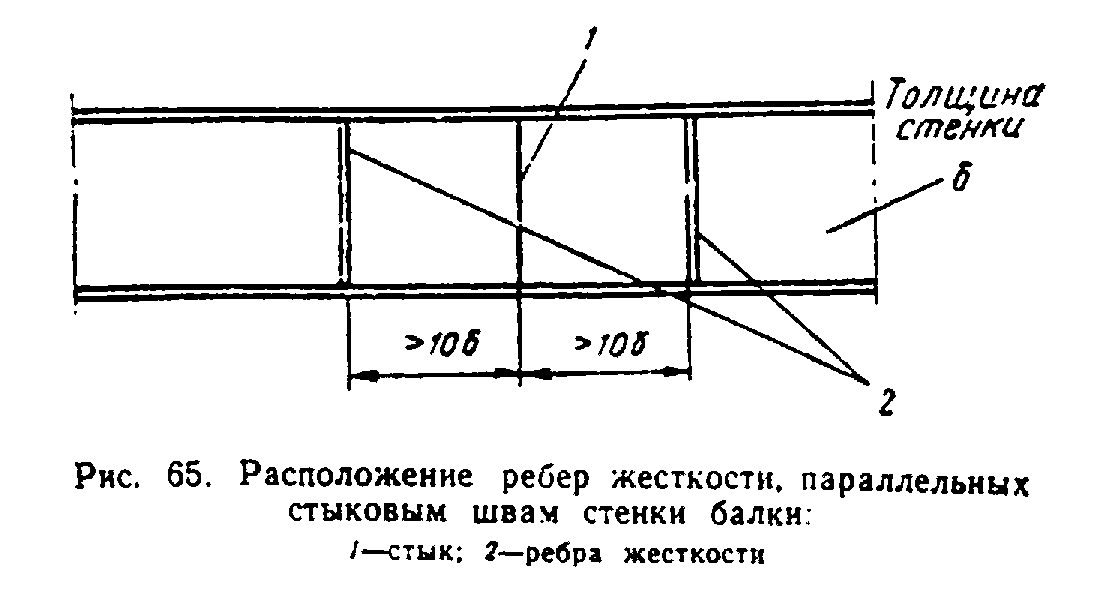 1
Толщина
стенки
б
>10б
>10б
2
Рис. 65. Расположение ребер жесткости, параллельных
стыковым швам стенки балки:
1—стык; 2—ребра жесткости